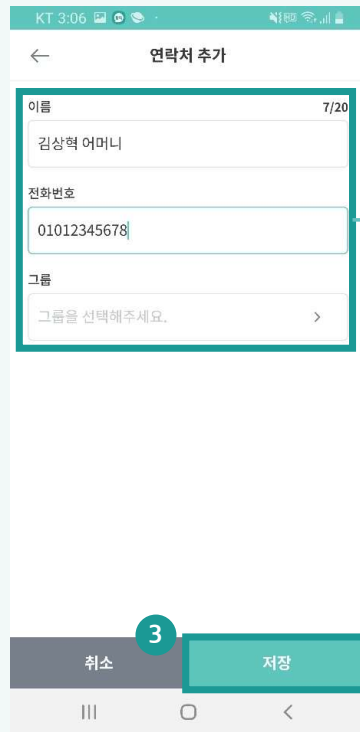 KT 3:06
연락처 추가
이름 7/20
김상혁 어머니
전화번호
01012345678
그룹
그룹을 선택해주세요.
3
취소 저장